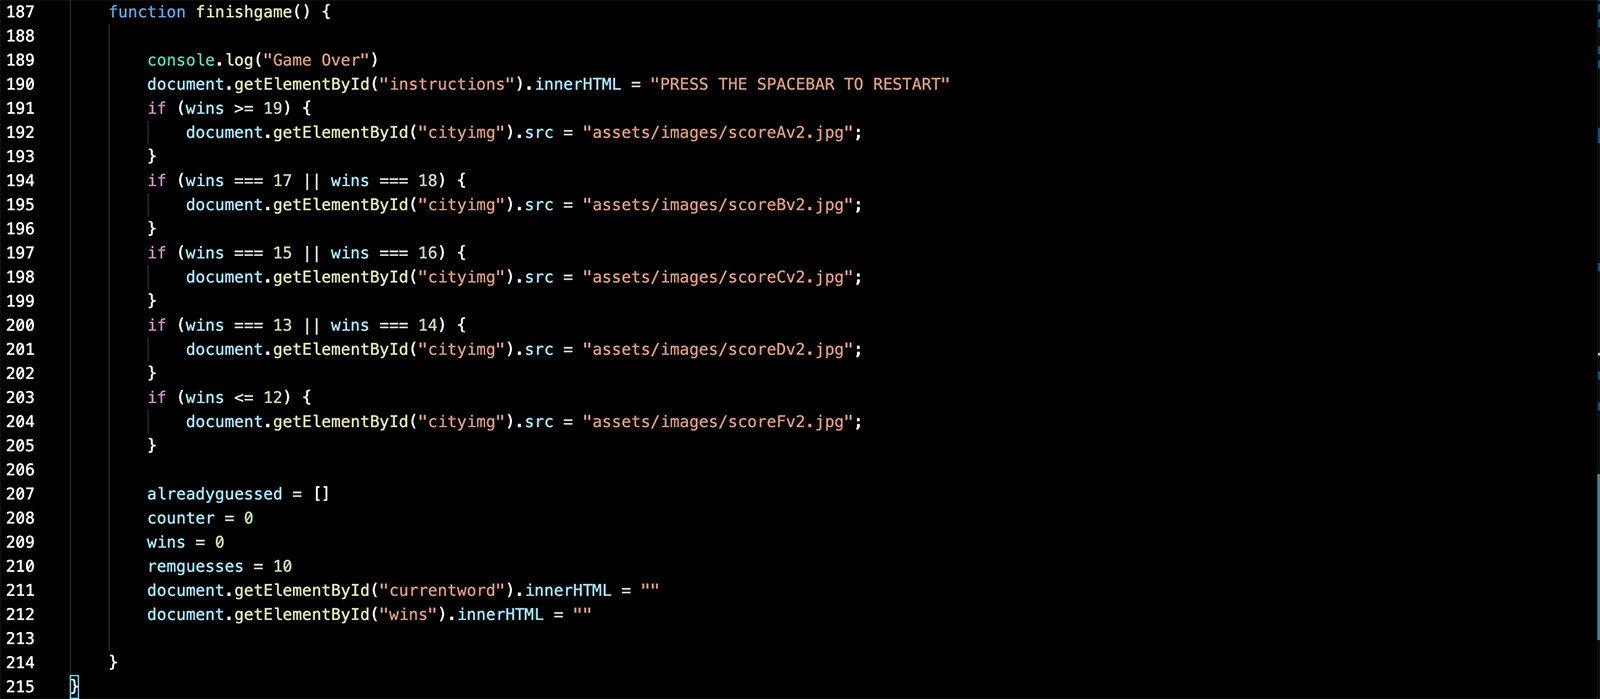 187 function finishgame() {
188
189 console.log("Game Over")
190 document.getElementById("instructions").innerHTML = "PRESS THE SPACEBAR TO RESTART"
191 if (wins >= 19) {
192 document.getElementById("cityimg").src = "assets/images/scoreAv2.jpg";
193 }
194 if (wins === 17 || wins === 18) {
195 document.getElementById("cityimg").src = "assets/images/scoreBv2.jpg";
196 }
197 if (wins === 15 || wins === 16) {
198 document.getElementById("cityimg").src = "assets/images/scoreCv2.jpg";
199 }
200 if (wins === 13 || wins === 14) {
201 document.getElementById("cityimg").src = "assets/images/scoreDv2.jpg";
202 }
203 if (wins <= 12) {
204 document.getElementById("cityimg").src = "assets/images/scoreFv2.jpg";
205 }
206
207 alreadyguessed = []
208 counter = 0
209 wins = 0
210 remguesses = 10
211 document.getElementById("currentword").innerHTML = ""
212 document.getElementById("wins").innerHTML = ""
213
214 }
215 }